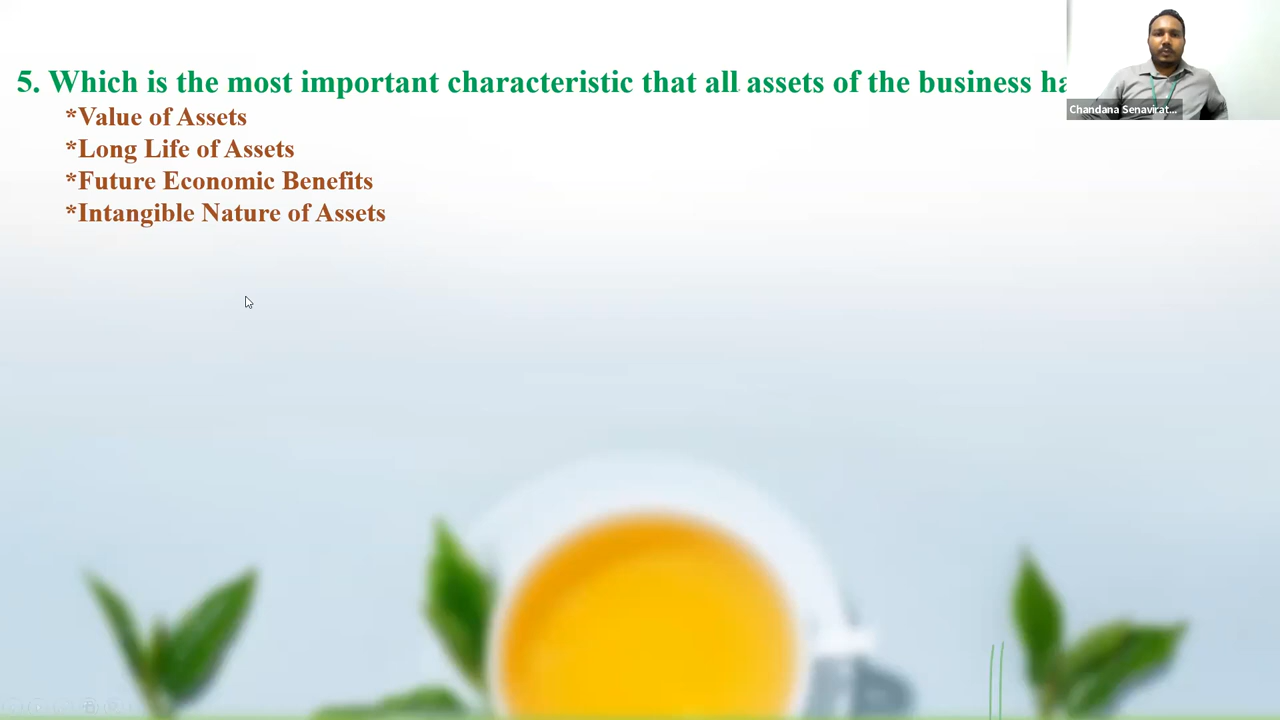 5. Which is the most important characteristic that all assets of the business
*Value of Assets
*Long Life of Assets
*Future Economic Benefits
*Intangible Nature of Assets
Chandana Senavirat...